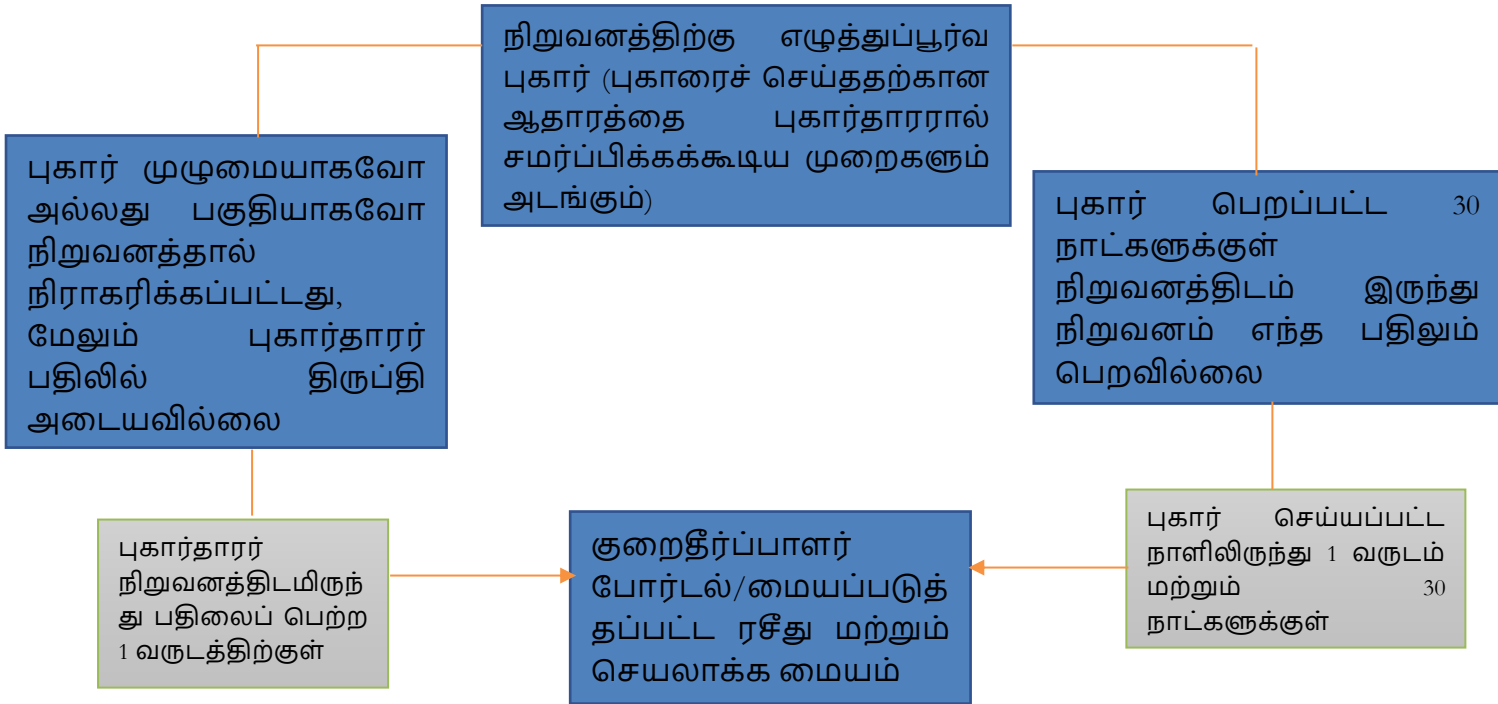 நிறுவனத்திற்கு எழுத்துப்பூர்வ
புகார் (புகாரைச் செய்ததற்கான
ஆதாரத்தை புகார்தாரரால்
சமர்ப்பிக்கக்கூடிய முறைகளும்
அடங்கும்)
புகார் முழுமையாகவோ
அல்லது பகுதியாகவோ
நிறுவனத்தால்
நிராகரிக்கப்பட்டது,
மேலும் புகார்தாரர்
பதிலில் திருப்தி
அடையவில்லை
புகார் பெறப்பட்ட 30
நாட்களுக்குள்
நிறுவனத்திடம் இருந்து
நிறுவனம் எந்த பதிலும்
பெறவில்லை
புகார்தாரர்
நிறுவனத்திடமிருந்
து பதிலைப் பெற்ற
1 வருடத்திற்குள்
குறைதீர்ப்பாளர்
போர்டல்/மையப்படுத்
தப்பட்ட ரசீது மற்றும்
செயலாக்க மையம்
புகார் செய்யப்பட்ட
நாளிலிருந்து 1 வருடம்
மற்றும் 30
நாட்களுக்குள்